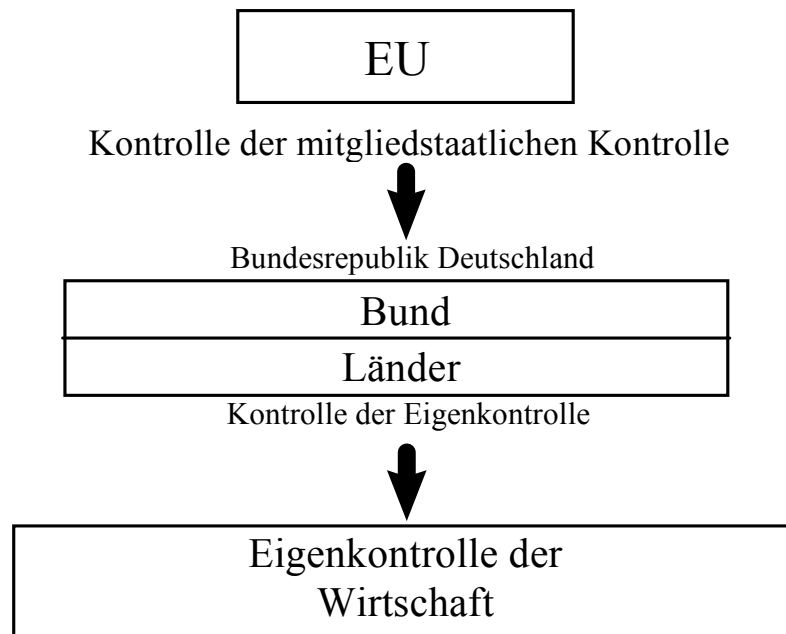 EU
Kontrolle der mitgliedstaatlichen Kontrolle
Bundesrepublik Deutschland
Bund
Länder
Kontrolle der Eigenkontrolle
Eigenkontrolle der
Wirtschaft